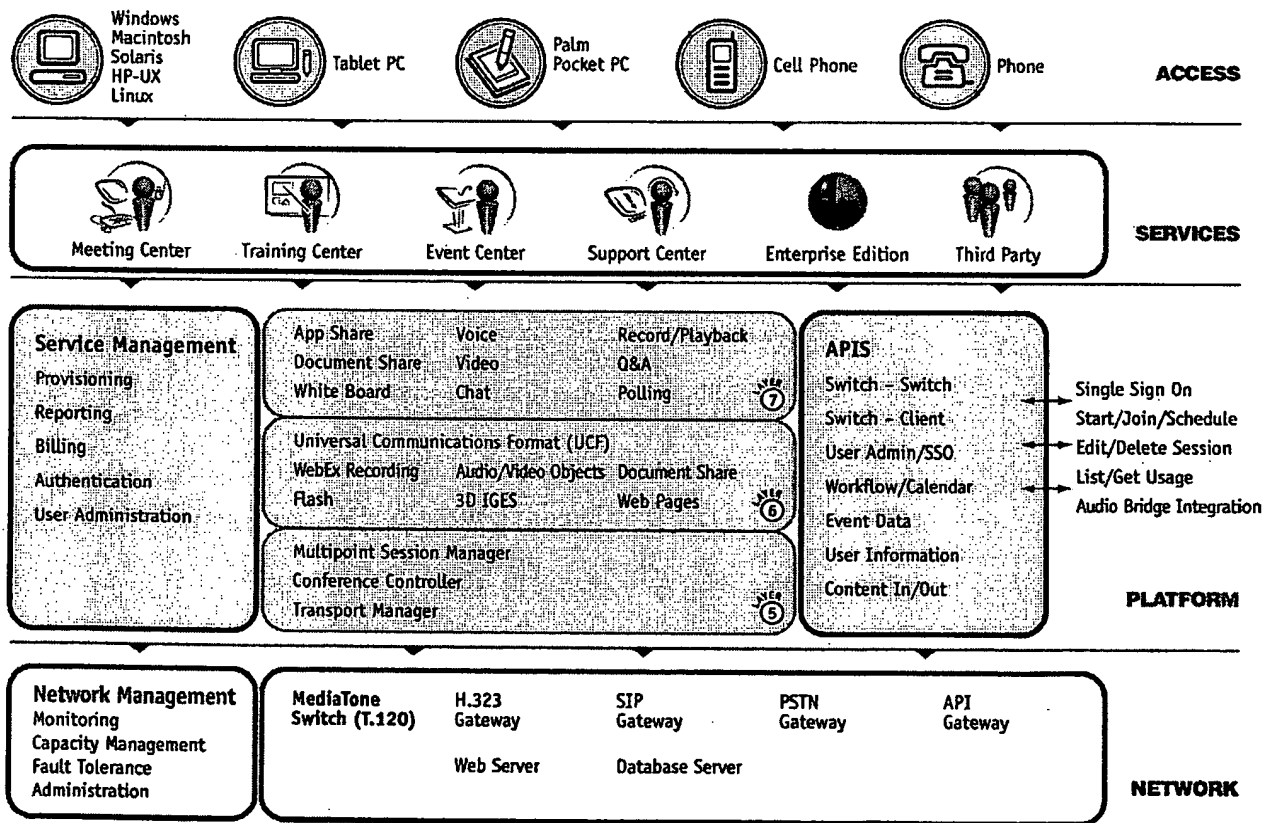 Windows
Macintosh
Solaris
HP-UX
Linux
Tablet PC
Palm
Pocket PC
Cell Phone
Phone
ACCESS
Meeting Center
Training Center
Event Center
Support Center
Enterprise Edition
Third Party
SERVICES
Service Management
Provisioning
Reporting
Billing
Authentication
User Administration
App Share Voice Record/Playback
Document Share Video Q&A
White Board Chat Polling
LAYER
7
Universal Communications Format (UCF)
WebEx Recording Audio/Video Objects Document Share
Flash 3D IGES Web Pages
LAYER
6
Multipoint Session Manager
Conference Controller
Transport Manager
LAYER
5
APIS
Switch – Switch
Switch – Client
User Admin/SSO
Workflow/Calendar
Event Data
User Information
Content In/Out
Single Sign On
Start/Join/Schedule
Edit/Delete Session
List/Get Usage
Audio Bridge Integration
PLATFORM
Network Management
Monitoring
Capacity Management
Fault Tolerance
Administration
MediaTone
Switch (T.120)
H.323
Gateway
SIP
Gateway
PSTN
Gateway
API
Gateway
Web Server
Database Server
NETWORK